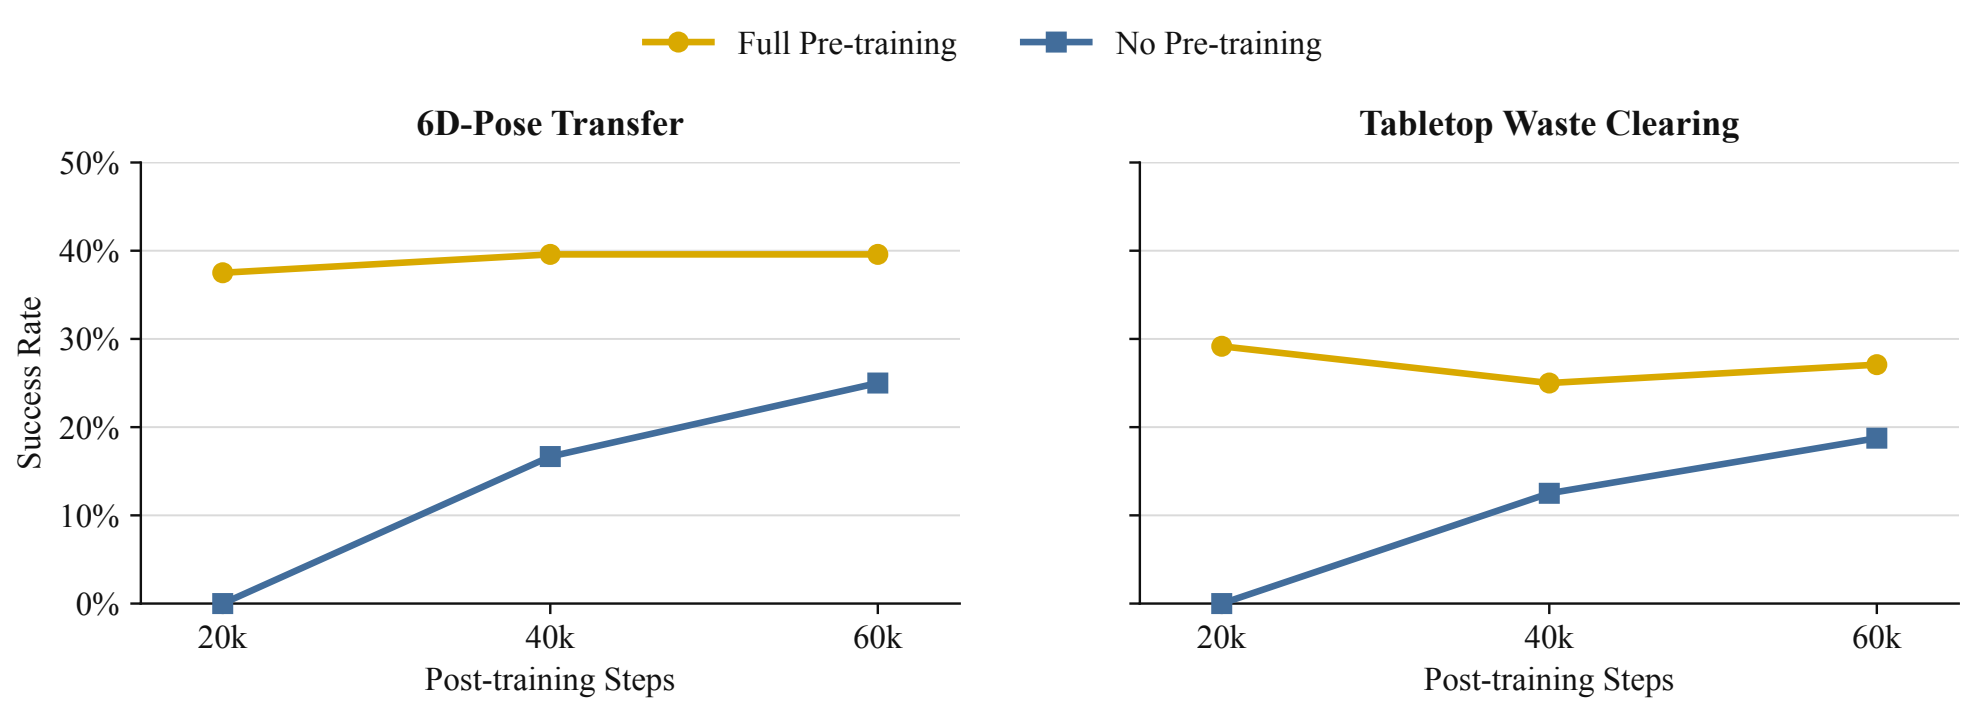 Full Pre-training
No Pre-training
6D-Pose Transfer
Tabletop Waste Clearing
50%
40%
30%
20%
10%
0%
Success Rate
20k
40k
60k
20k
40k
60k
Post-training Steps
Post-training Steps